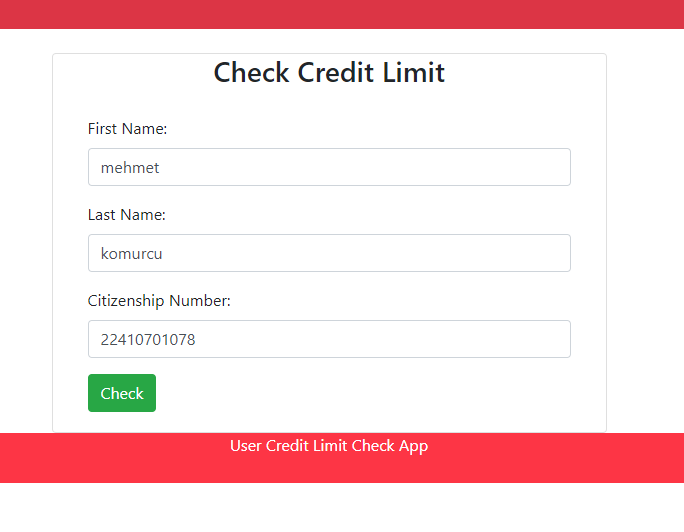 Check Credit Limit
First Name:
mehmet
Last Name:
komurcu
Citizenship Number:
22410701078
Check
User Credit Limit Check App